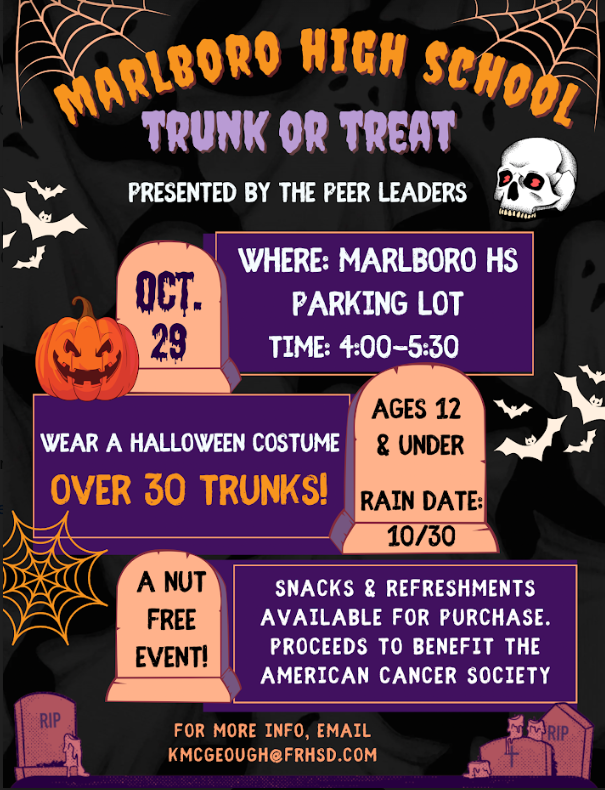 MARLBORO HIGH SCHOOL
TRUNK OR TREAT
PRESENTED BY THE PEER LEADERS
OCT.
29
WHERE: MARLBORO HS
PARKING LOT
TIME: 4:00-5:30
WEAR A HALLOWEEN COSTUME
OVER 30 TRUNKS!
AGES 12
& UNDER
RAIN DATE:
10/30
A NUT
FREE
EVENT!
SNACKS & REFRESHMENTS
AVAILABLE FOR PURCHASE.
PROCEEDS TO BENEFIT THE
AMERICAN CANCER SOCIETY
RIP
RIP
FOR MORE INFO, EMAIL
KMCGEOUGH@FRHSD.COM